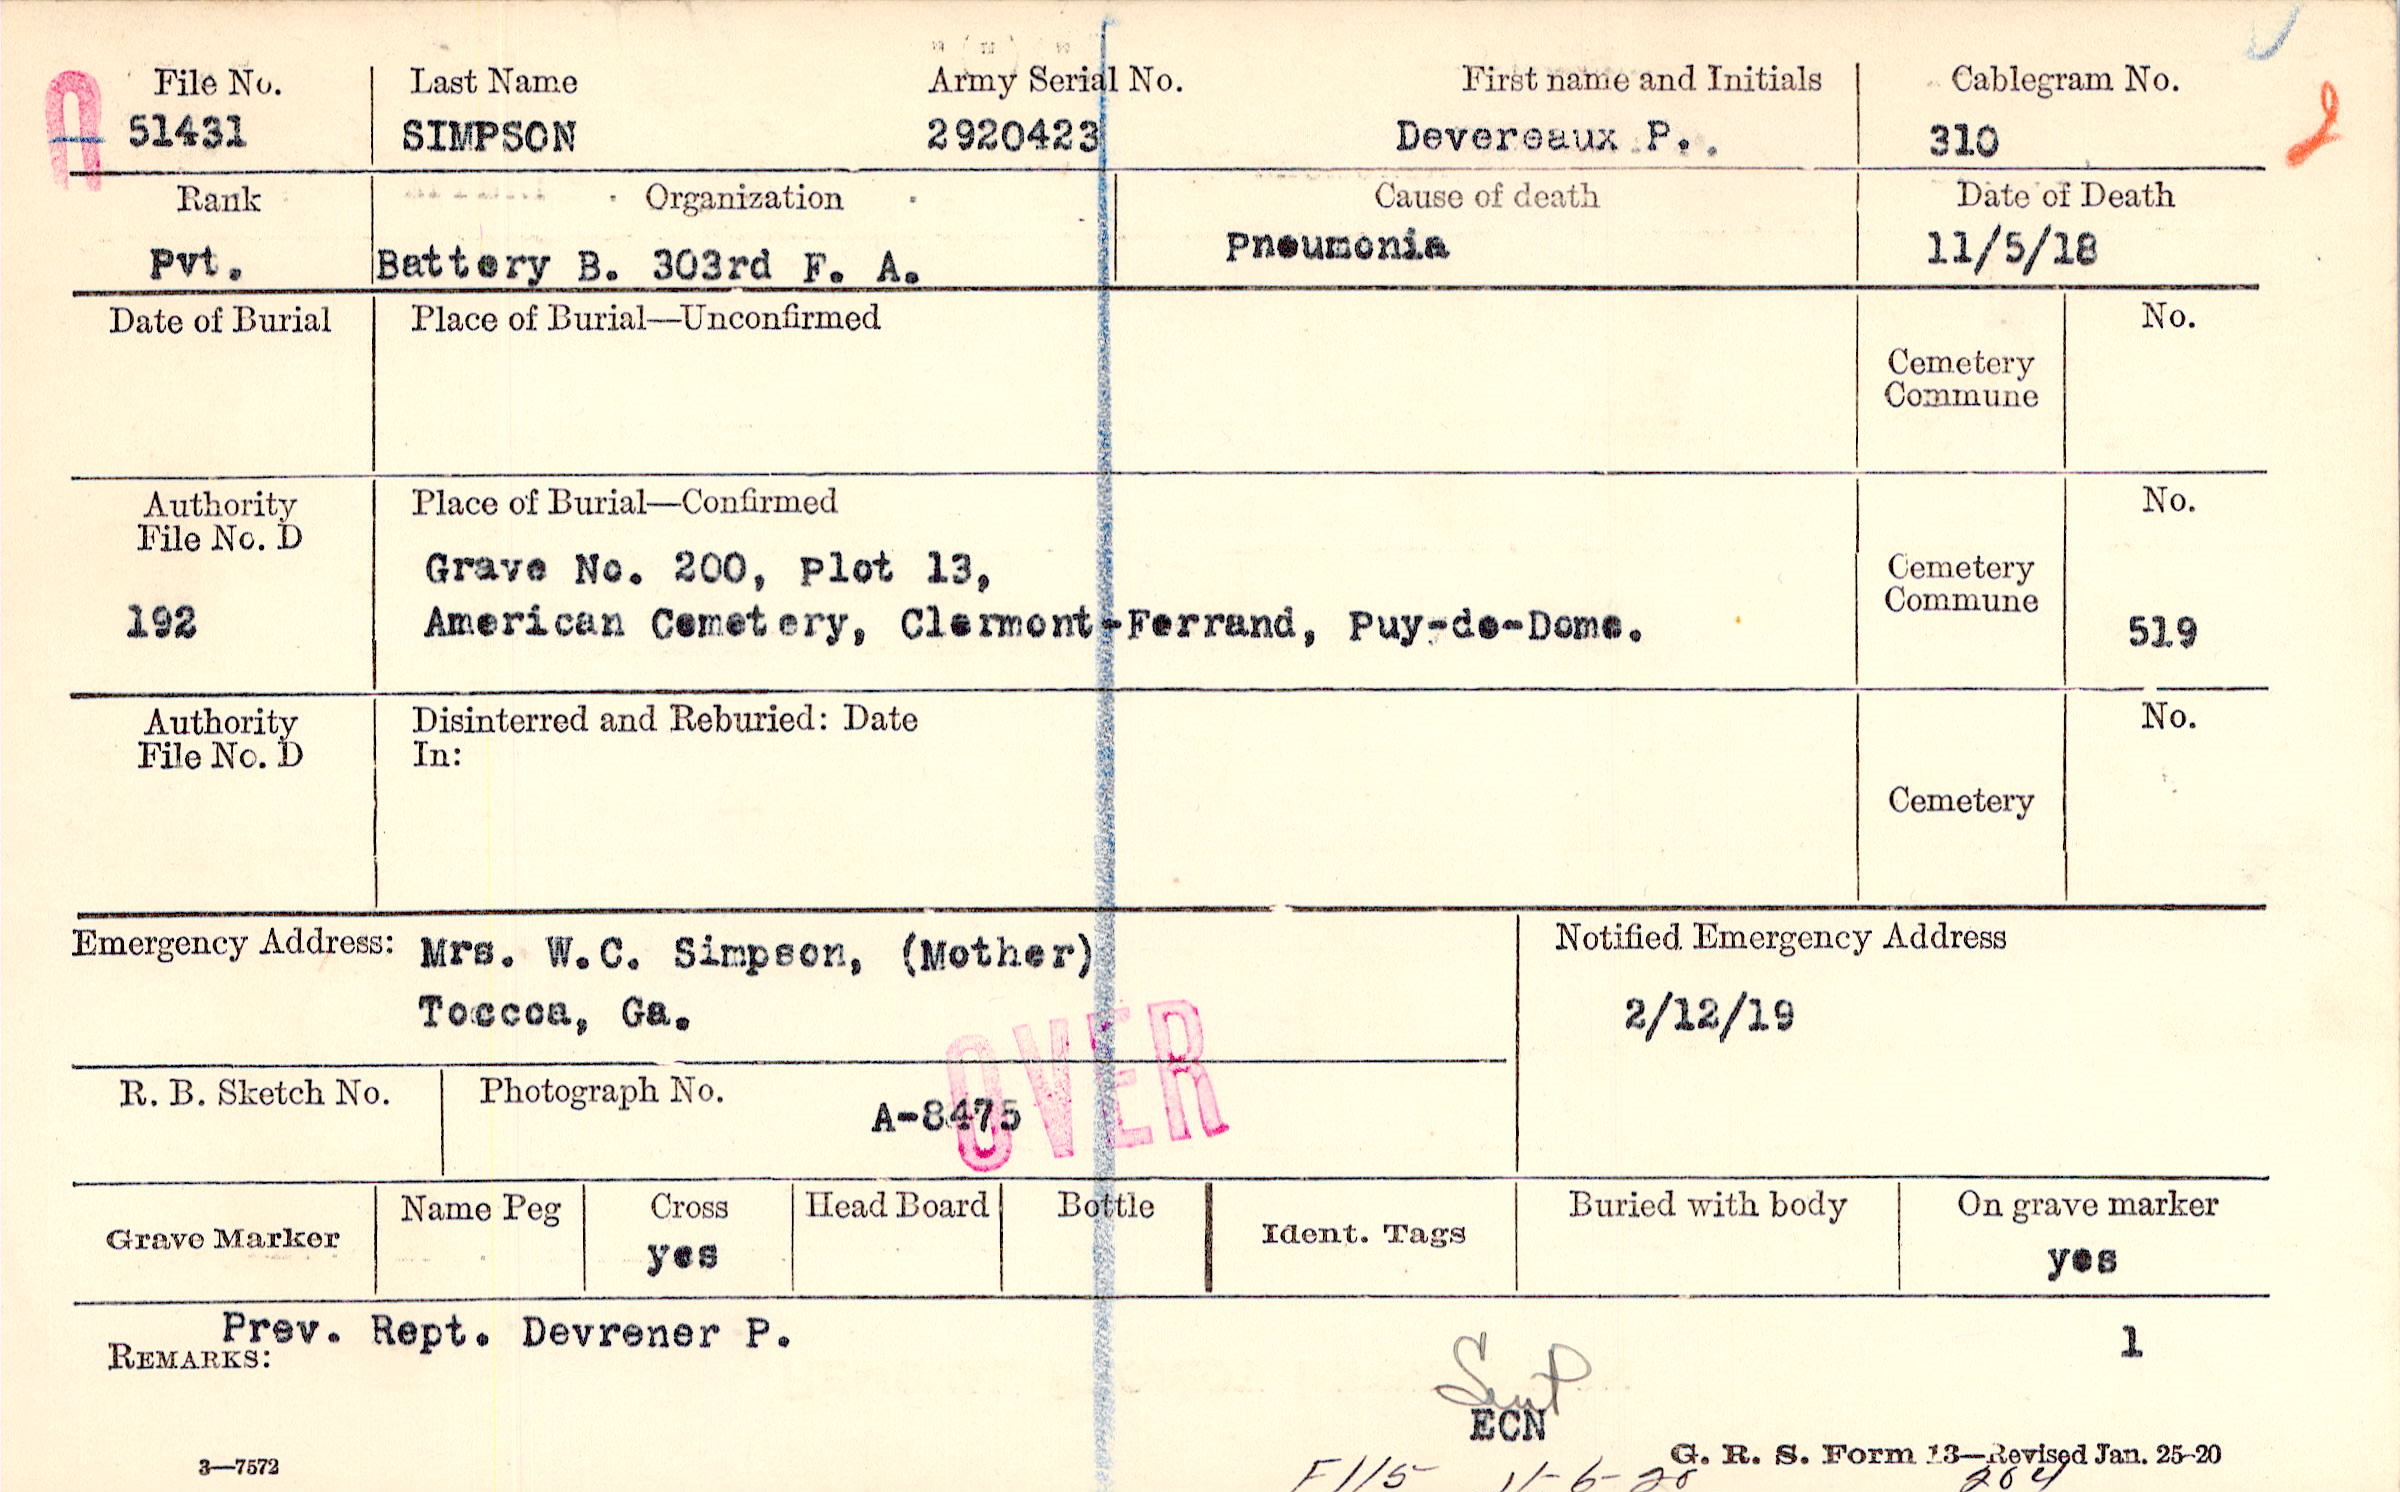 File No. Last Name Army Serial No. First name and Initials Cablegram No.
51431 SIMPSON 2920423 Devereaux P. 310
Rank Organization Cause of death Date of Death
Pvt. Battery B. 303rd F. A. Pneumonia 11/5/18
Date of Burial Place of Burial—Unconfirmed No.
Cemetery
Commune
Authority Place of Burial—Confirmed No.
File No. D
Grave No. 200, Plot 13, Cemetery
Commune
192 American Cemetery, Clermont-Ferrand, Puy-de-Dome. 519
Authority Disinterred and Reburied: Date No.
File No. D In:
Cemetery
Emergency Address: Mrs. W.C. Simpson, (Mother) Notified Emergency Address
Toccoa, Ga. 2/12/19
OVER
R. B. Sketch No. Photograph No.
A-8475
Name Peg Cross Head Board Bottle Buried with body On grave marker
Grave Marker yes Ident. Tags yes
Prev. Rept. Devrener P. 1
REMARKS:
Sent
ECN
3—7572 G. R. S. Form 13—Revised Jan. 25-20
F115 11-6-20 204